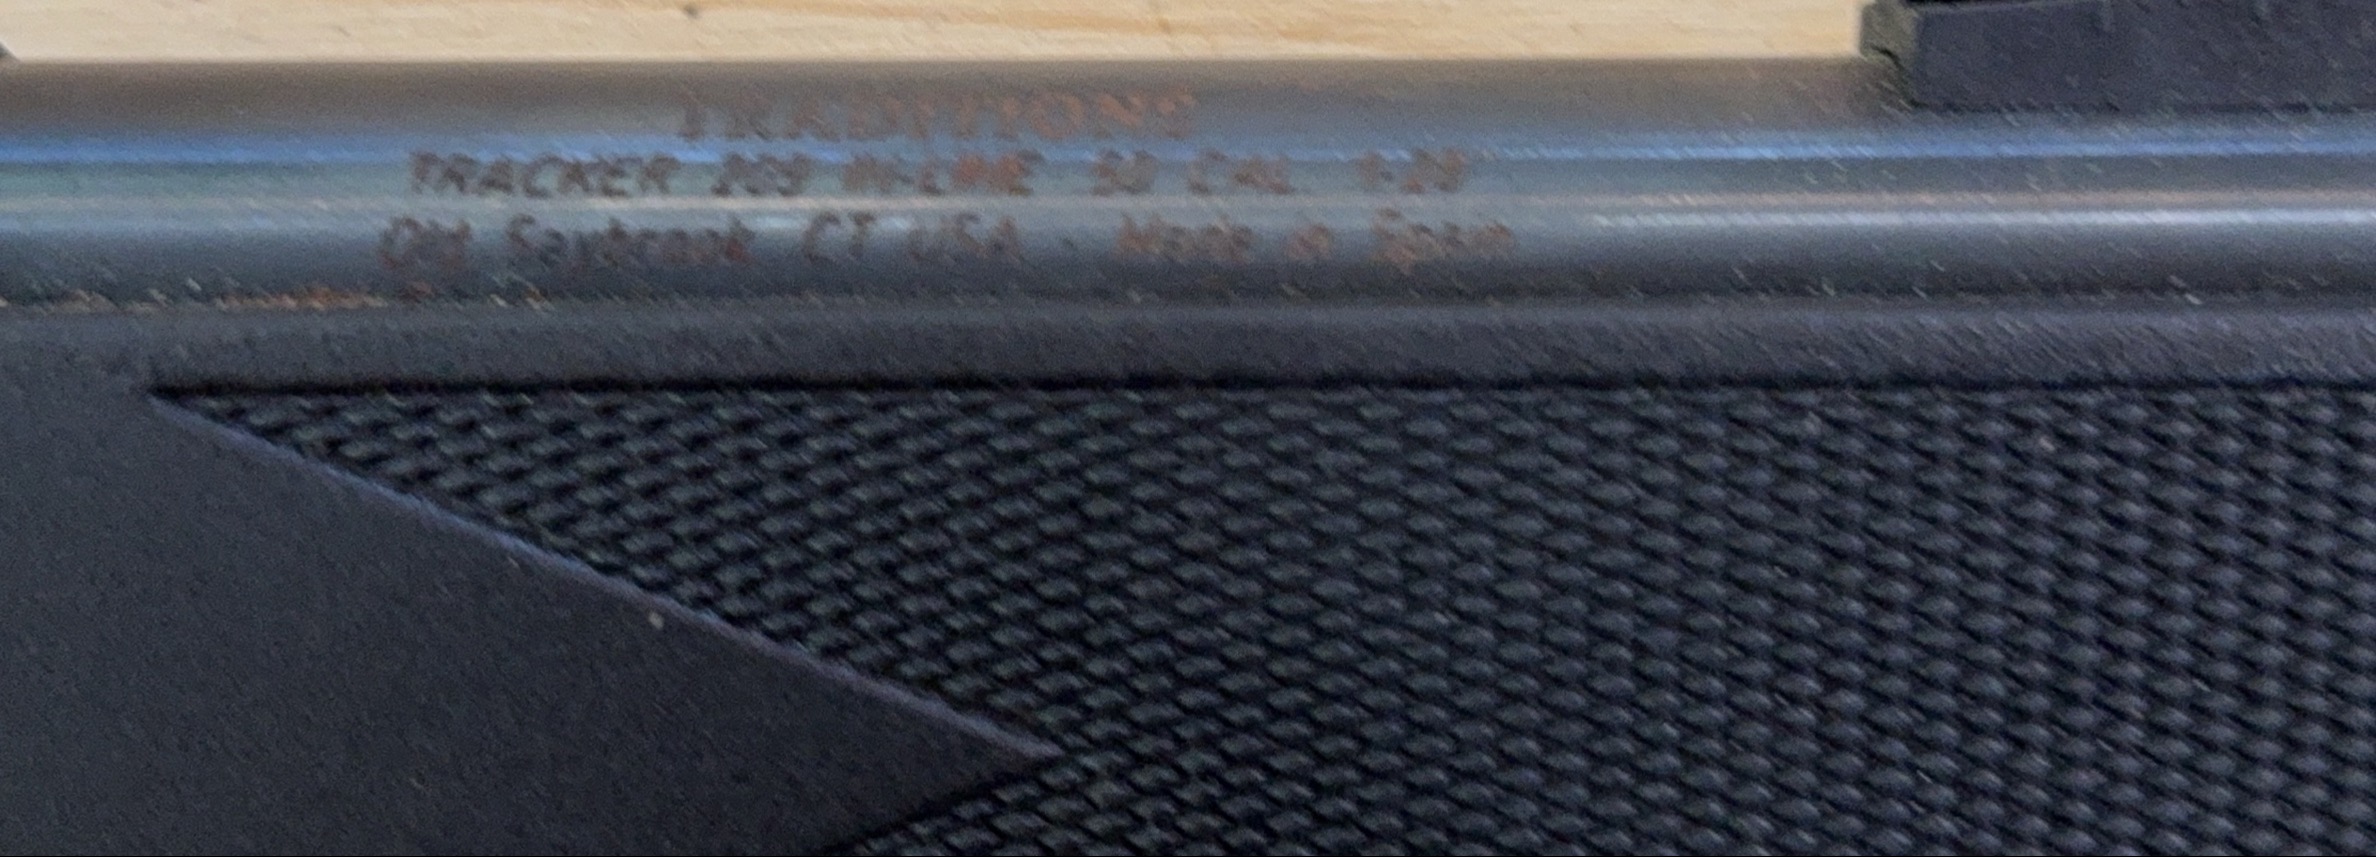 TRADITIONS
TRACKER 209 IN-LINE 50 CAL 1-28
Old Saybrook CT USA Made in Spain